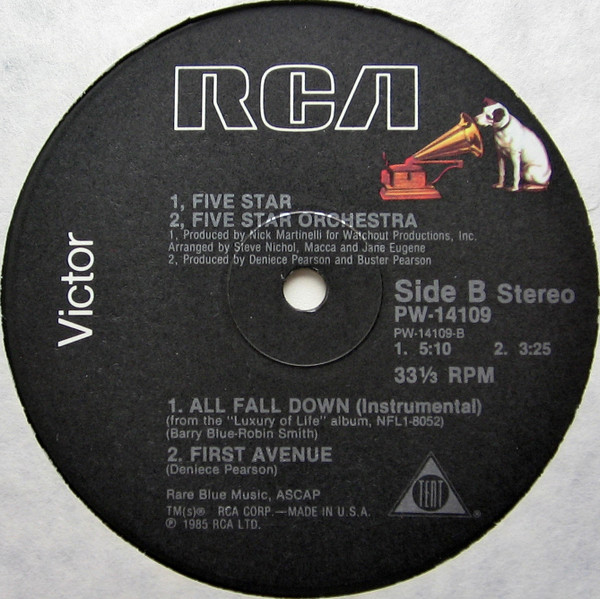 RCA
Victor
1, FIVE STAR
2, FIVE STAR ORCHESTRA
1, Produced by Nick Martinelli for Watchout Productions, Inc.
Arranged by Steve Nichol, Macca and Jane Eugene
2, Produced by Deniece Pearson and Buster Pearson
Side B Stereo
PW-14109
PW-14109-B
1. 5:10 2. 3:25
33⅓ RPM
1. ALL FALL DOWN (Instrumental)
(from the "Luxury of Life" album, NFL1-8052)
(Barry Blue-Robin Smith)
2. FIRST AVENUE
(Deniece Pearson)
Rare Blue Music, ASCAP
TM(s)® RCA CORP.—MADE IN U.S.A.
℗ 1985 RCA LTD.
TENT ®